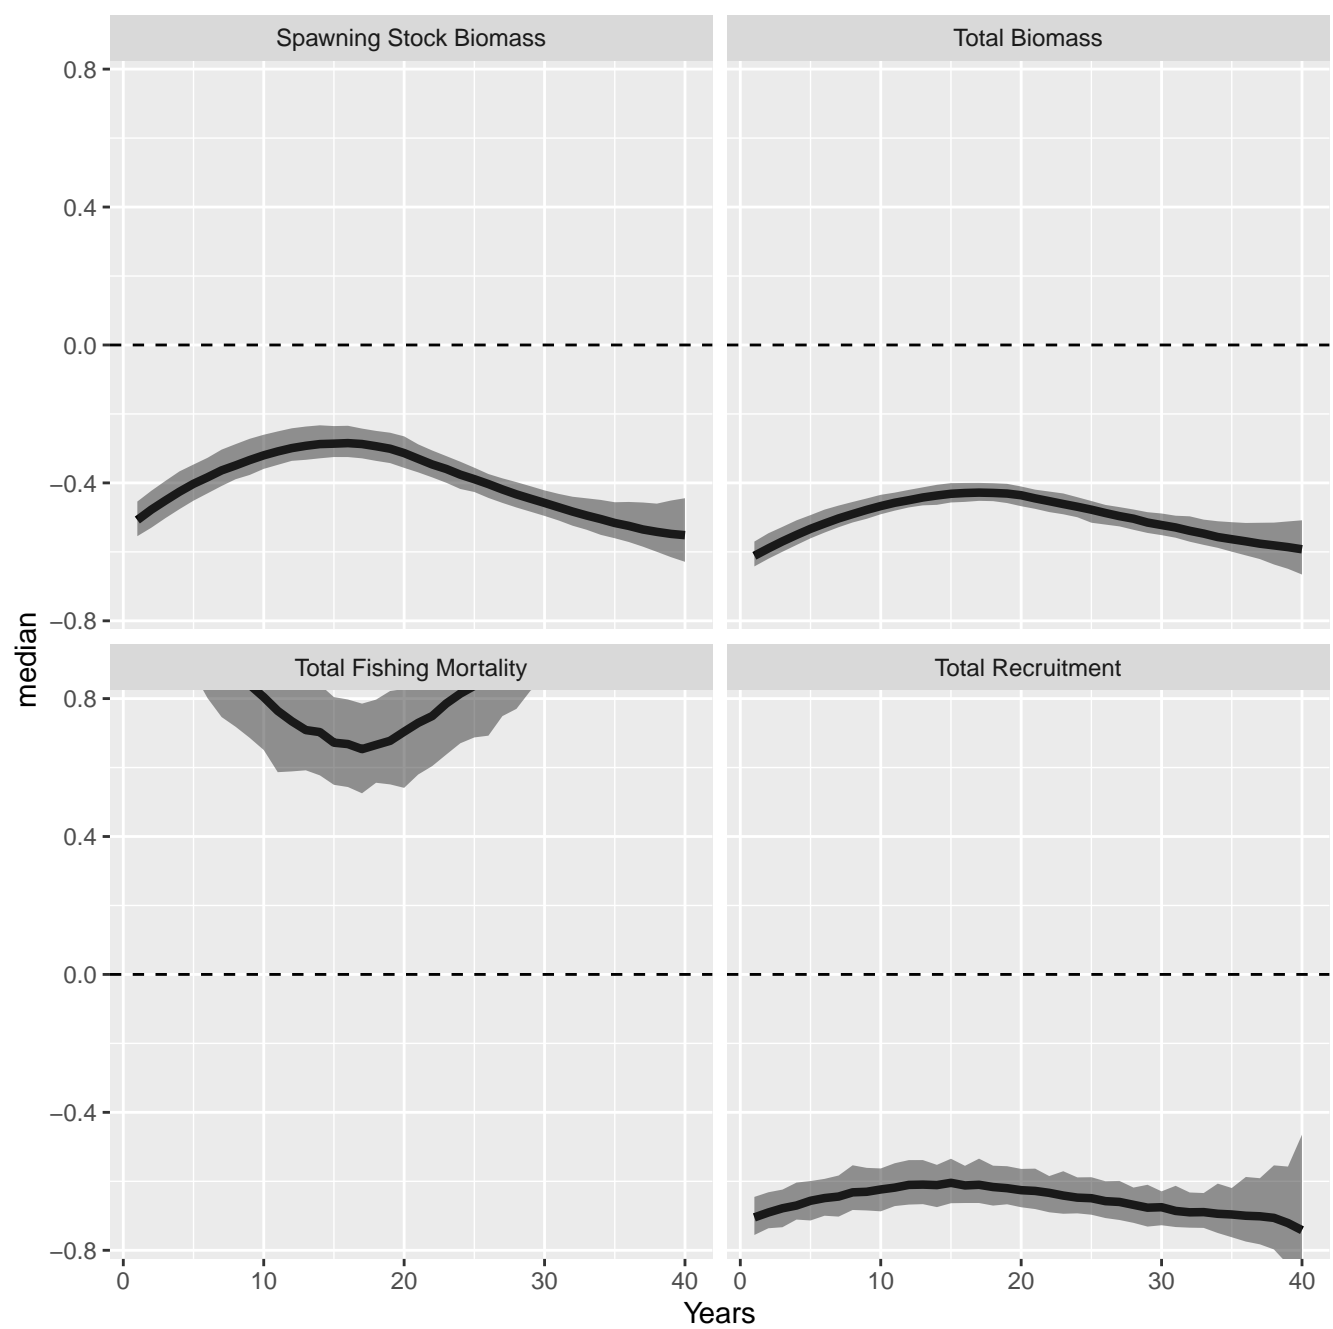 Spawning Stock Biomass
Total Biomass
0.8
0.4
0.0
−0.4
−0.8
Total Fishing Mortality
Total Recruitment
0.8
0.4
0.0
−0.4
−0.8
0 10 20 30 40
0 10 20 30 40
Years
median